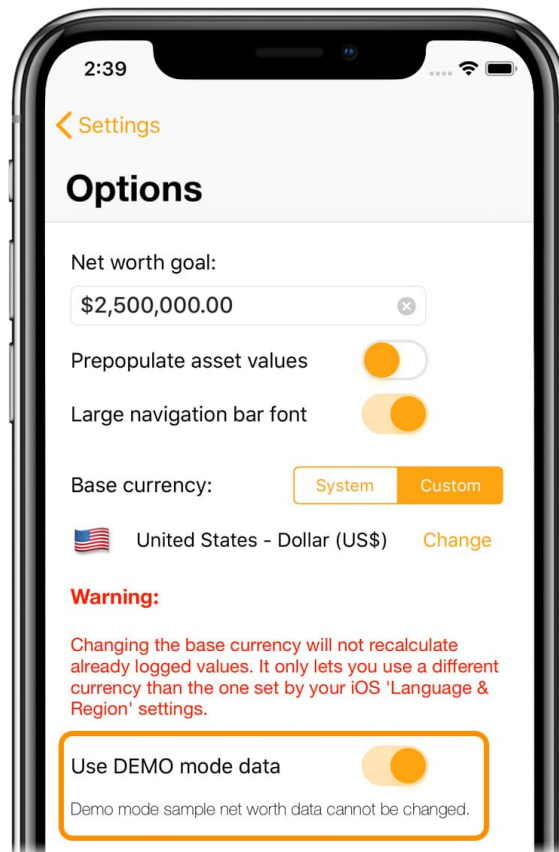 2:39
Settings
Options
Net worth goal:
$2,500,000.00
Prepopulate asset values
Large navigation bar font
Base currency: System Custom
United States - Dollar (US$) Change
Warning:
Changing the base currency will not recalculate
already logged values. It only lets you use a different
currency than the one set by your iOS 'Language &
Region' settings.
Use DEMO mode data
Demo mode sample net worth data cannot be changed.